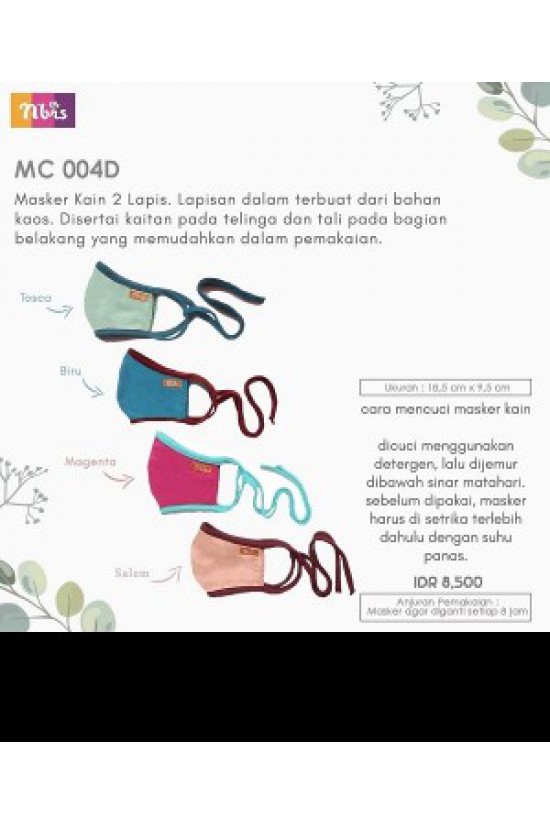 Nbrs
MC 004D
Masker Kain 2 Lapis. Lapisan dalam terbuat dari bahan
kaos. Disertai kaitan pada telinga dan tali pada bagian
belakang yang memudahkan dalam pemakaian.
Tosca
Biru
Magenta
Salem
Ukuran : 18,5 cm x 9,5 cm
cara mencuci masker kain
dicuci menggunakan
detergen, lalu dijemur
dibawah sinar matahari.
sebelum dipakai, masker
harus di setrika terlebih
dahulu dengan suhu
panas.
IDR 8,500
Anjuran Pemakaian :
Masker agar diganti setiap 8 jam